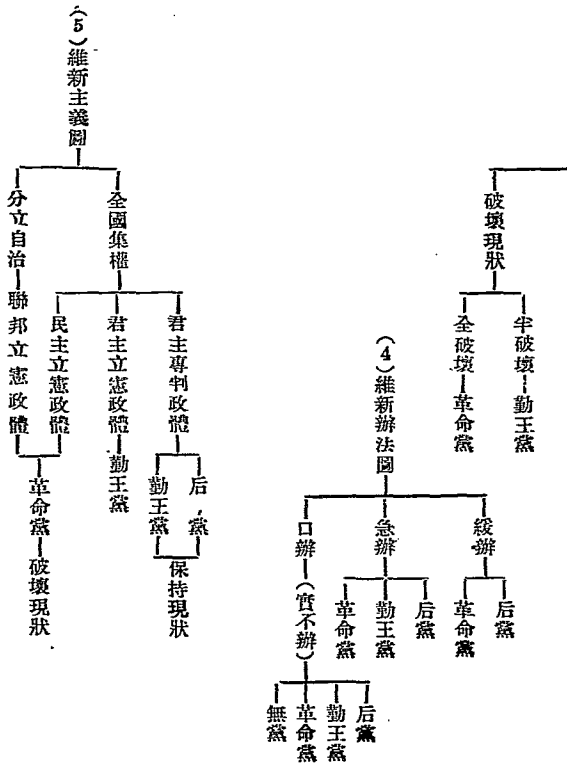 破壞現狀
半破壞
勤王黨
全破壞
革命黨
(4)維新辦法圖
緩辦
后黨
革命黨
急辦
后黨
勤王黨
革命黨
口辦(實不辦)
后黨
勤王黨
革命黨
無黨
(5)維新主義圖
全國集權
君主專制政體
后黨
勤王黨
保持現狀
君主立憲政體
勤王黨
民主立憲政體
分立自治
聯邦立憲政體
革命黨
破壞現狀